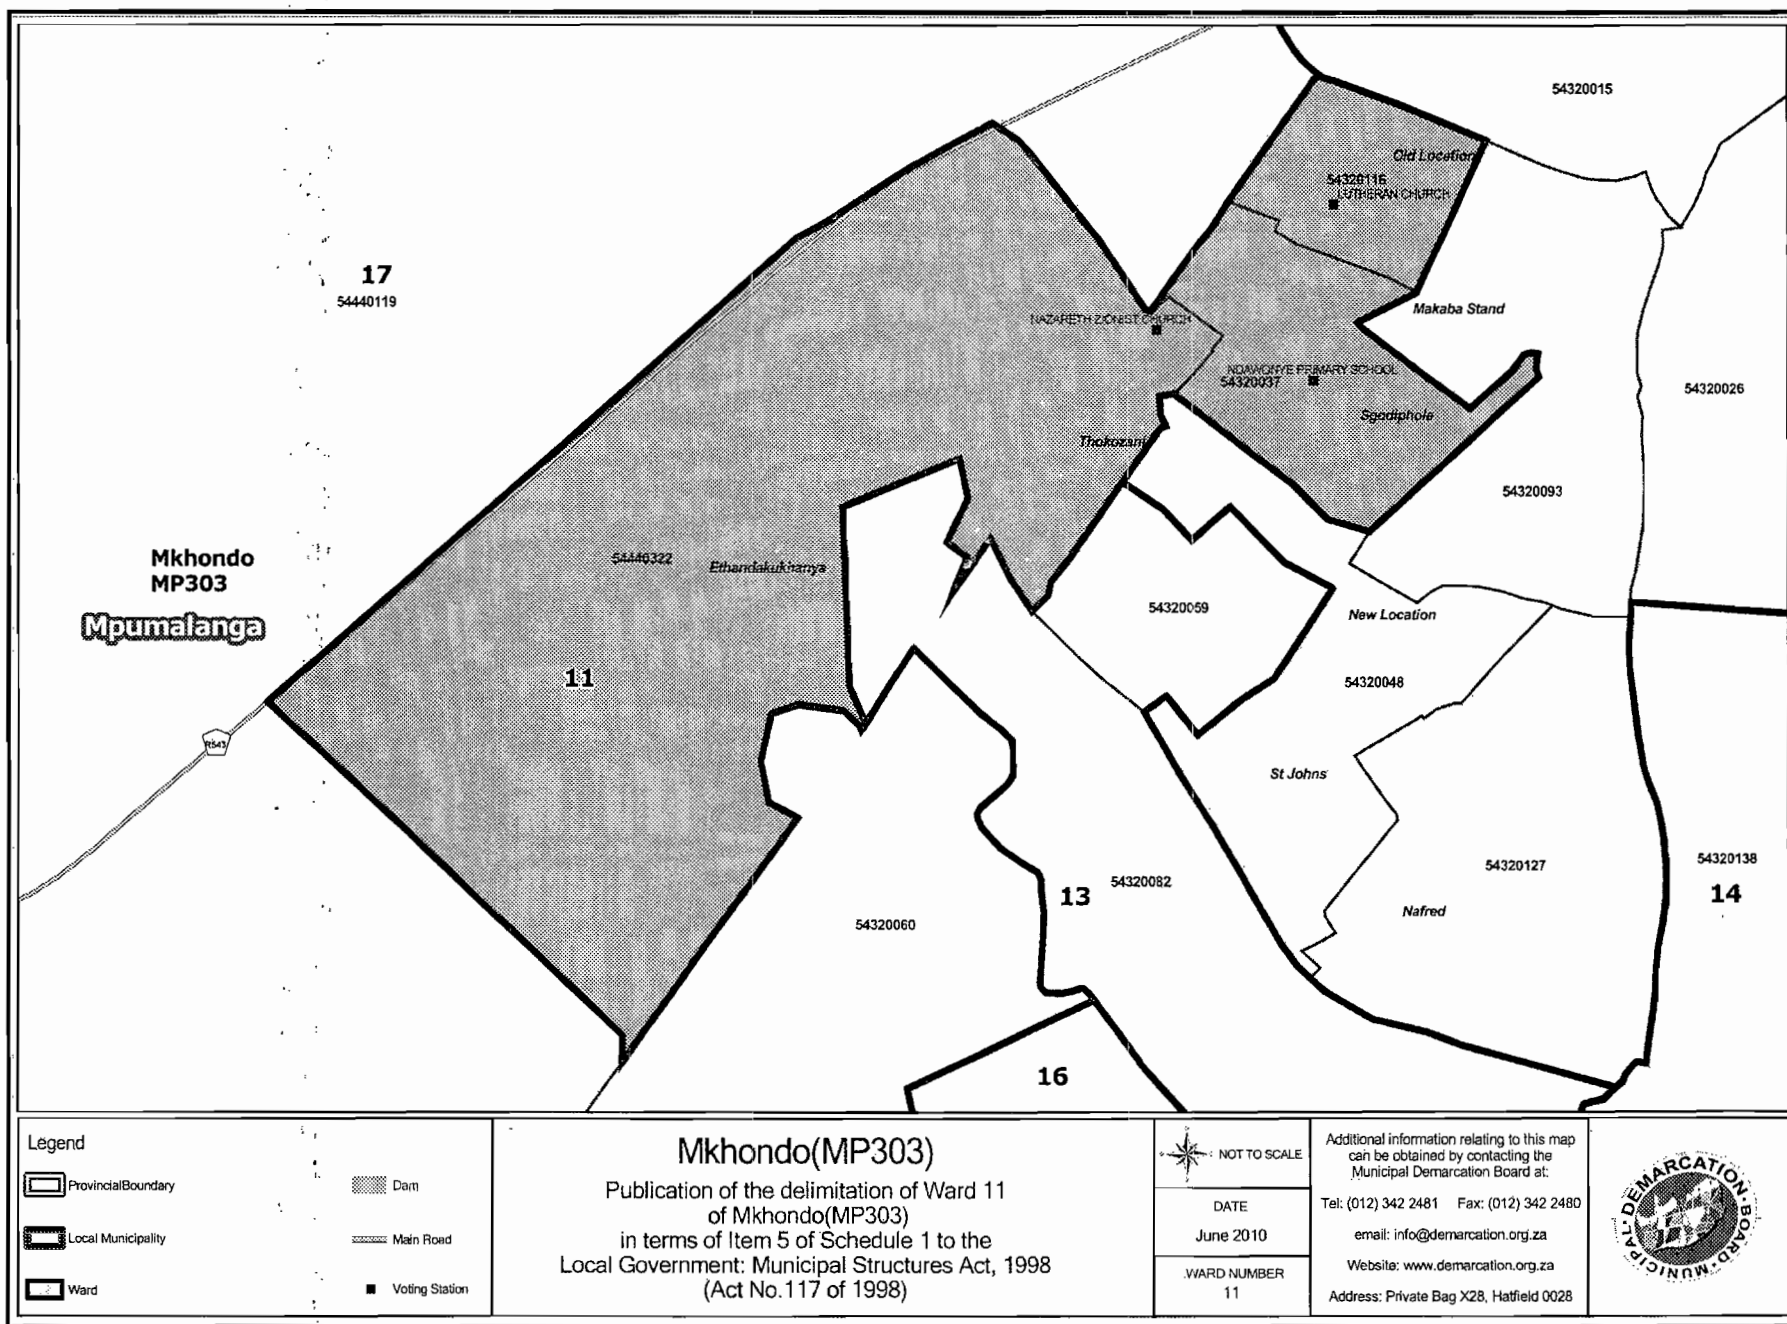 54320015
Old Location
54320116
LUTHERAN CHURCH
17
54440119
Makaba Stand
NAZARETH ZIONIST CHURCH
NDAWONYE PRIMARY SCHOOL
54320037
54320026
Sgodiphole
Thokozani
54320093
Mkhondo
MP303
Mpumalanga
54440322
Ethandakukhanya
54320059
New Location
11
54320048
R543
St Johns
54320127
54320138
13
54320082
14
Nafred
54320060
16
Legend
ProvincialBoundary
Local Municipality
Ward
Dam
Main Road
Voting Station
Mkhondo(MP303)
Publication of the delimitation of Ward 11
of Mkhondo(MP303)
in terms of Item 5 of Schedule 1 to the
Local Government: Municipal Structures Act, 1998
(Act No.117 of 1998)
NOT TO SCALE
DATE
June 2010
WARD NUMBER
11
Additional information relating to this map
can be obtained by contacting the
Municipal Demarcation Board at:
Tel: (012) 342 2481 Fax: (012) 342 2480
email: info@demarcation.org.za
Website: www.demarcation.org.za
Address: Private Bag X28, Hatfield 0028
MUNICIPAL DEMARCATION BOARD